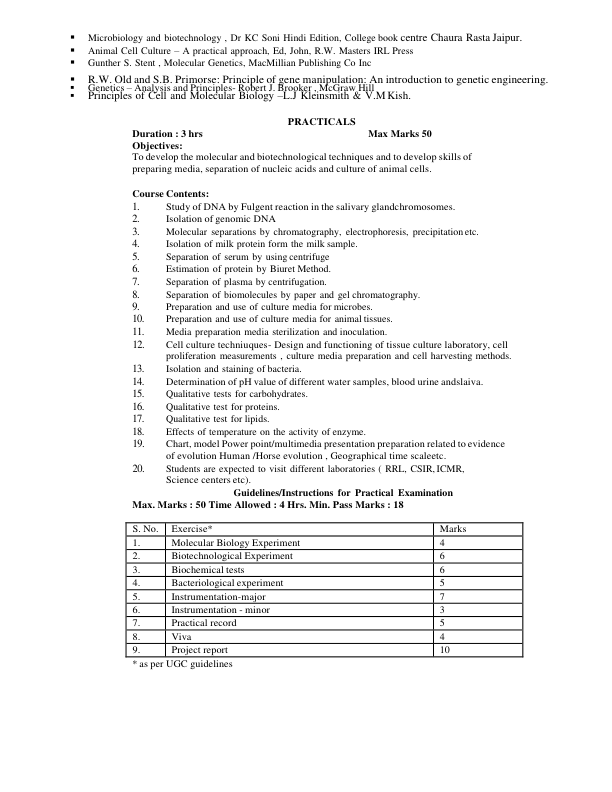 ▪ Microbiology and biotechnology , Dr KC Soni Hindi Edition, College book centre Chaura Rasta Jaipur.
▪ Animal Cell Culture – A practical approach, Ed, John, R.W. Masters IRL Press
▪ Gunther S. Stent , Molecular Genetics, MacMillian Publishing Co Inc
▪ R.W. Old and S.B. Primorse: Principle of gene manipulation: An introduction to genetic engineering.
▪ Genetics – Analysis and Principles- Robert J. Brooker , McGraw Hill
▪ Principles of Cell and Molecular Biology –L.J Kleinsmith & V.M Kish.
PRACTICALS
Duration : 3 hrs Max Marks 50
Objectives:
To develop the molecular and biotechnological techniques and to develop skills of
preparing media, separation of nucleic acids and culture of animal cells.
Course Contents:
1. Study of DNA by Fulgent reaction in the salivary glandchromosomes.
2. Isolation of genomic DNA
3. Molecular separations by chromatography, electrophoresis, precipitation etc.
4. Isolation of milk protein form the milk sample.
5. Separation of serum by using centrifuge
6. Estimation of protein by Biuret Method.
7. Separation of plasma by centrifugation.
8. Separation of biomolecules by paper and gel chromatography.
9. Preparation and use of culture media for microbes.
10. Preparation and use of culture media for animal tissues.
11. Media preparation media sterilization and inoculation.
12. Cell culture techniuques- Design and functioning of tissue culture laboratory, cell
proliferation measurements , culture media preparation and cell harvesting methods.
13. Isolation and staining of bacteria.
14. Determination of pH value of different water samples, blood urine andslaiva.
15. Qualitative tests for carbohydrates.
16. Qualitative test for proteins.
17. Qualitative test for lipids.
18. Effects of temperature on the activity of enzyme.
19. Chart, model Power point/multimedia presentation preparation related to evidence
of evolution Human /Horse evolution , Geographical time scaleetc.
20. Students are expected to visit different laboratories ( RRL, CSIR, ICMR,
Science centers etc).
Guidelines/Instructions for Practical Examination
Max. Marks : 50 Time Allowed : 4 Hrs. Min. Pass Marks : 18
S. No. Exercise* Marks
1. Molecular Biology Experiment 4
2. Biotechnological Experiment 6
3. Biochemical tests 6
4. Bacteriological experiment 5
5. Instrumentation-major 7
6. Instrumentation - minor 3
7. Practical record 5
8. Viva 4
9. Project report 10
* as per UGC guidelines